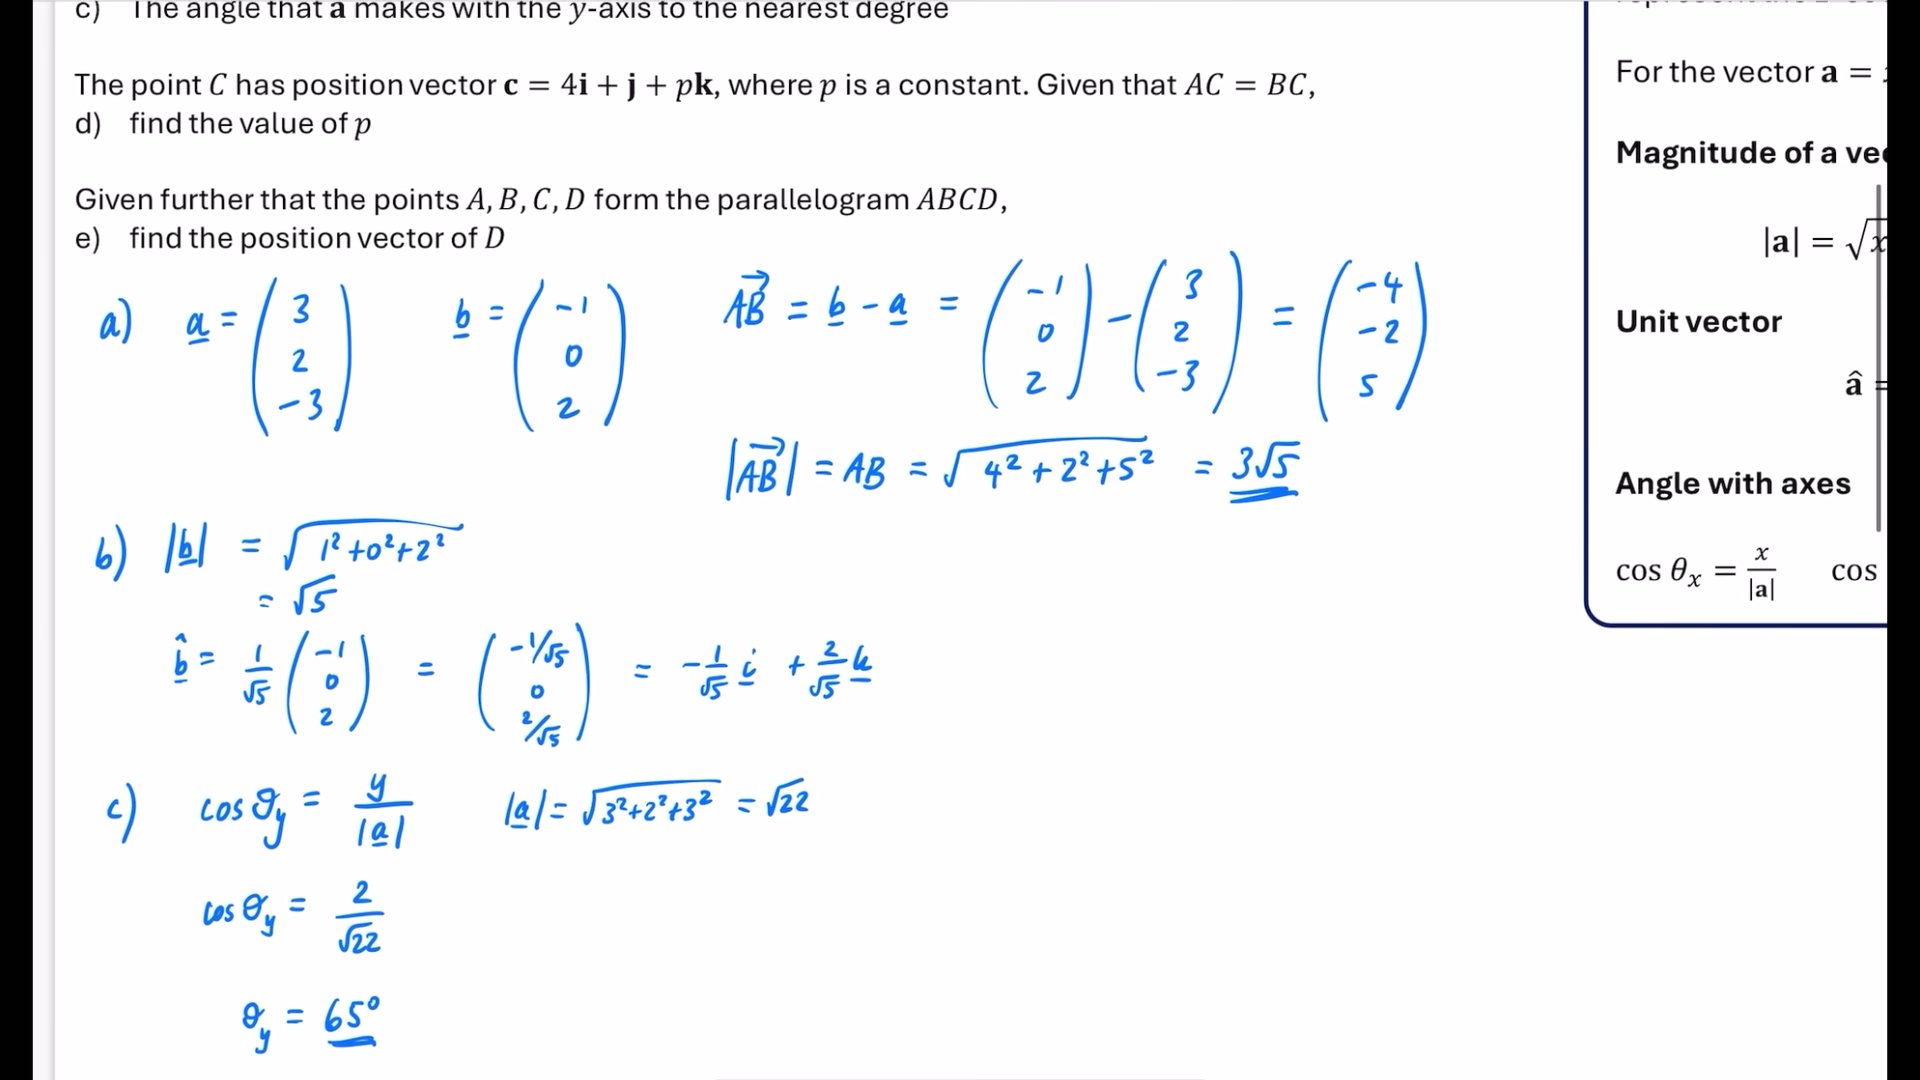 c) The angle that a makes with the y-axis to the nearest degree
The point C has position vector c = 4i + j + pk, where p is a constant. Given that AC = BC,
d) find the value of p
Given further that the points A, B, C, D form the parallelogram ABCD,
e) find the position vector of D
a) a = (3 2 -3) b = (-1 0 2) AB→ = b - a = (-1 0 2) - (3 2 -3) = (-4 -2 5)
|AB→| = AB = √(4² + 2² + 5²) = 3√5
b) |b| = √(1² + 0² + 2²)
= √5
b̂ = 1/√5 (-1 0 2) = (-1/√5 0 2/√5) = -1/√5 i + 2/√5 k
c) cos θy = y/|a| |a| = √(3² + 2² + 3²) = √22
cos θy = 2/√22
θy = 65°
For the vector a =
Magnitude of a
|a| = √x
Unit vector
â =
Angle with axes
cos θx = x/|a| cos